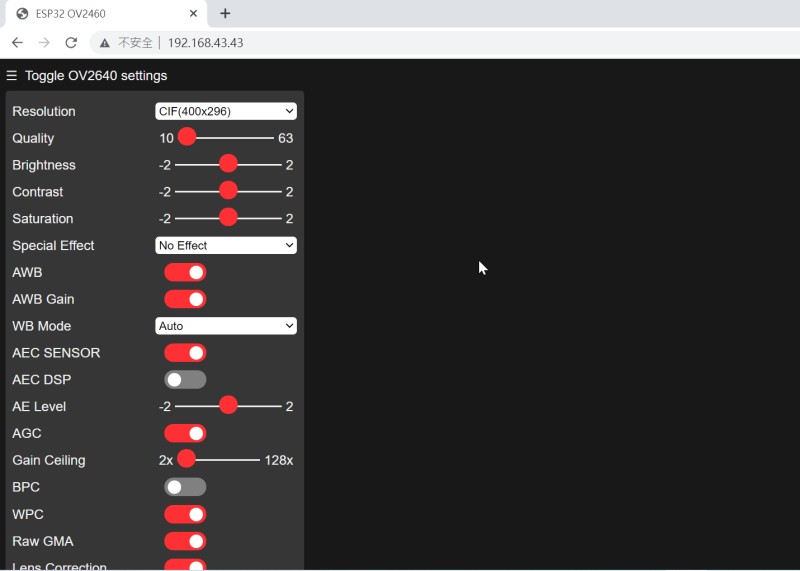 ESP32 OV2460
不安全 192.168.43.43
☰ Toggle OV2640 settings
Resolution CIF(400x296)
Quality 10 63
Brightness -2 2
Contrast -2 2
Saturation -2 2
Special Effect No Effect
AWB
AWB Gain
WB Mode Auto
AEC SENSOR
AEC DSP
AE Level -2 2
AGC
Gain Ceiling 2x 128x
BPC
WPC
Raw GMA
Lens Correction